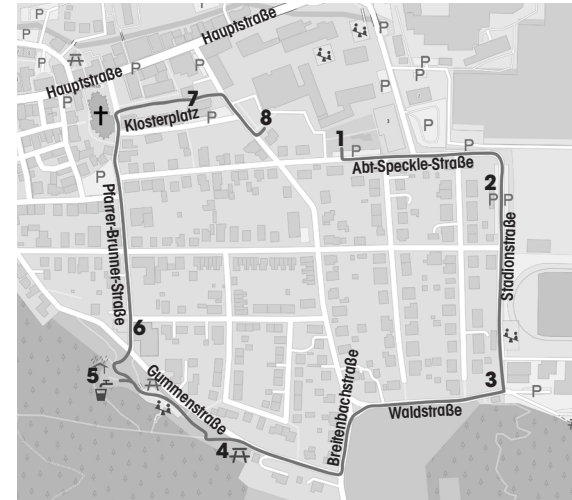 Hauptstraße
P
P
Hauptstraße
P
P
P
7
Klosterplatz
P
8
1
P
P
P
P
Abt-Speckle-Straße
2
P
P P
Pfarrer-Brunner-Straße
Stadionstraße
6
5
Gummenstraße
Breitenbachstraße
3
P
Waldstraße
4